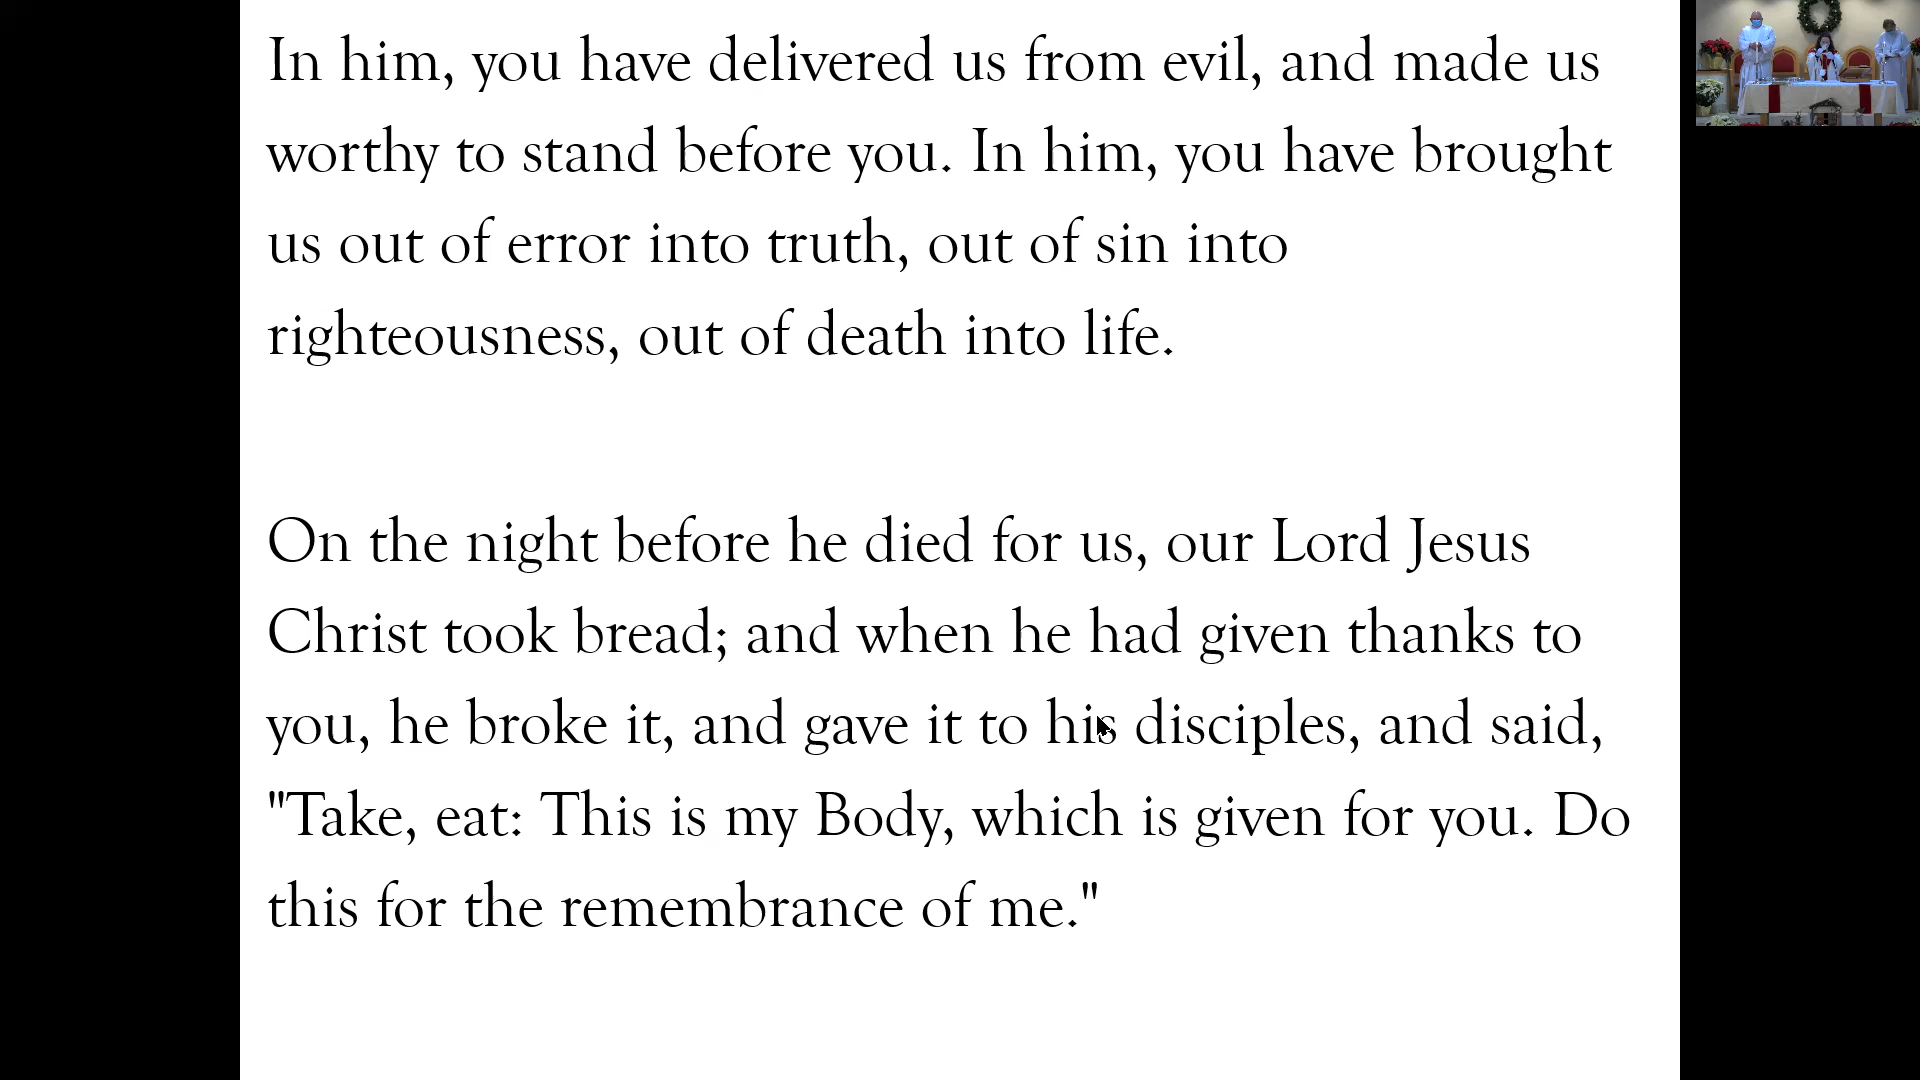 In him, you have delivered us from evil, and made us
worthy to stand before you. In him, you have brought
us out of error into truth, out of sin into
righteousness, out of death into life.
On the night before he died for us, our Lord Jesus
Christ took bread; and when he had given thanks to
you, he broke it, and gave it to his disciples, and said,
"Take, eat: This is my Body, which is given for you. Do
this for the remembrance of me."